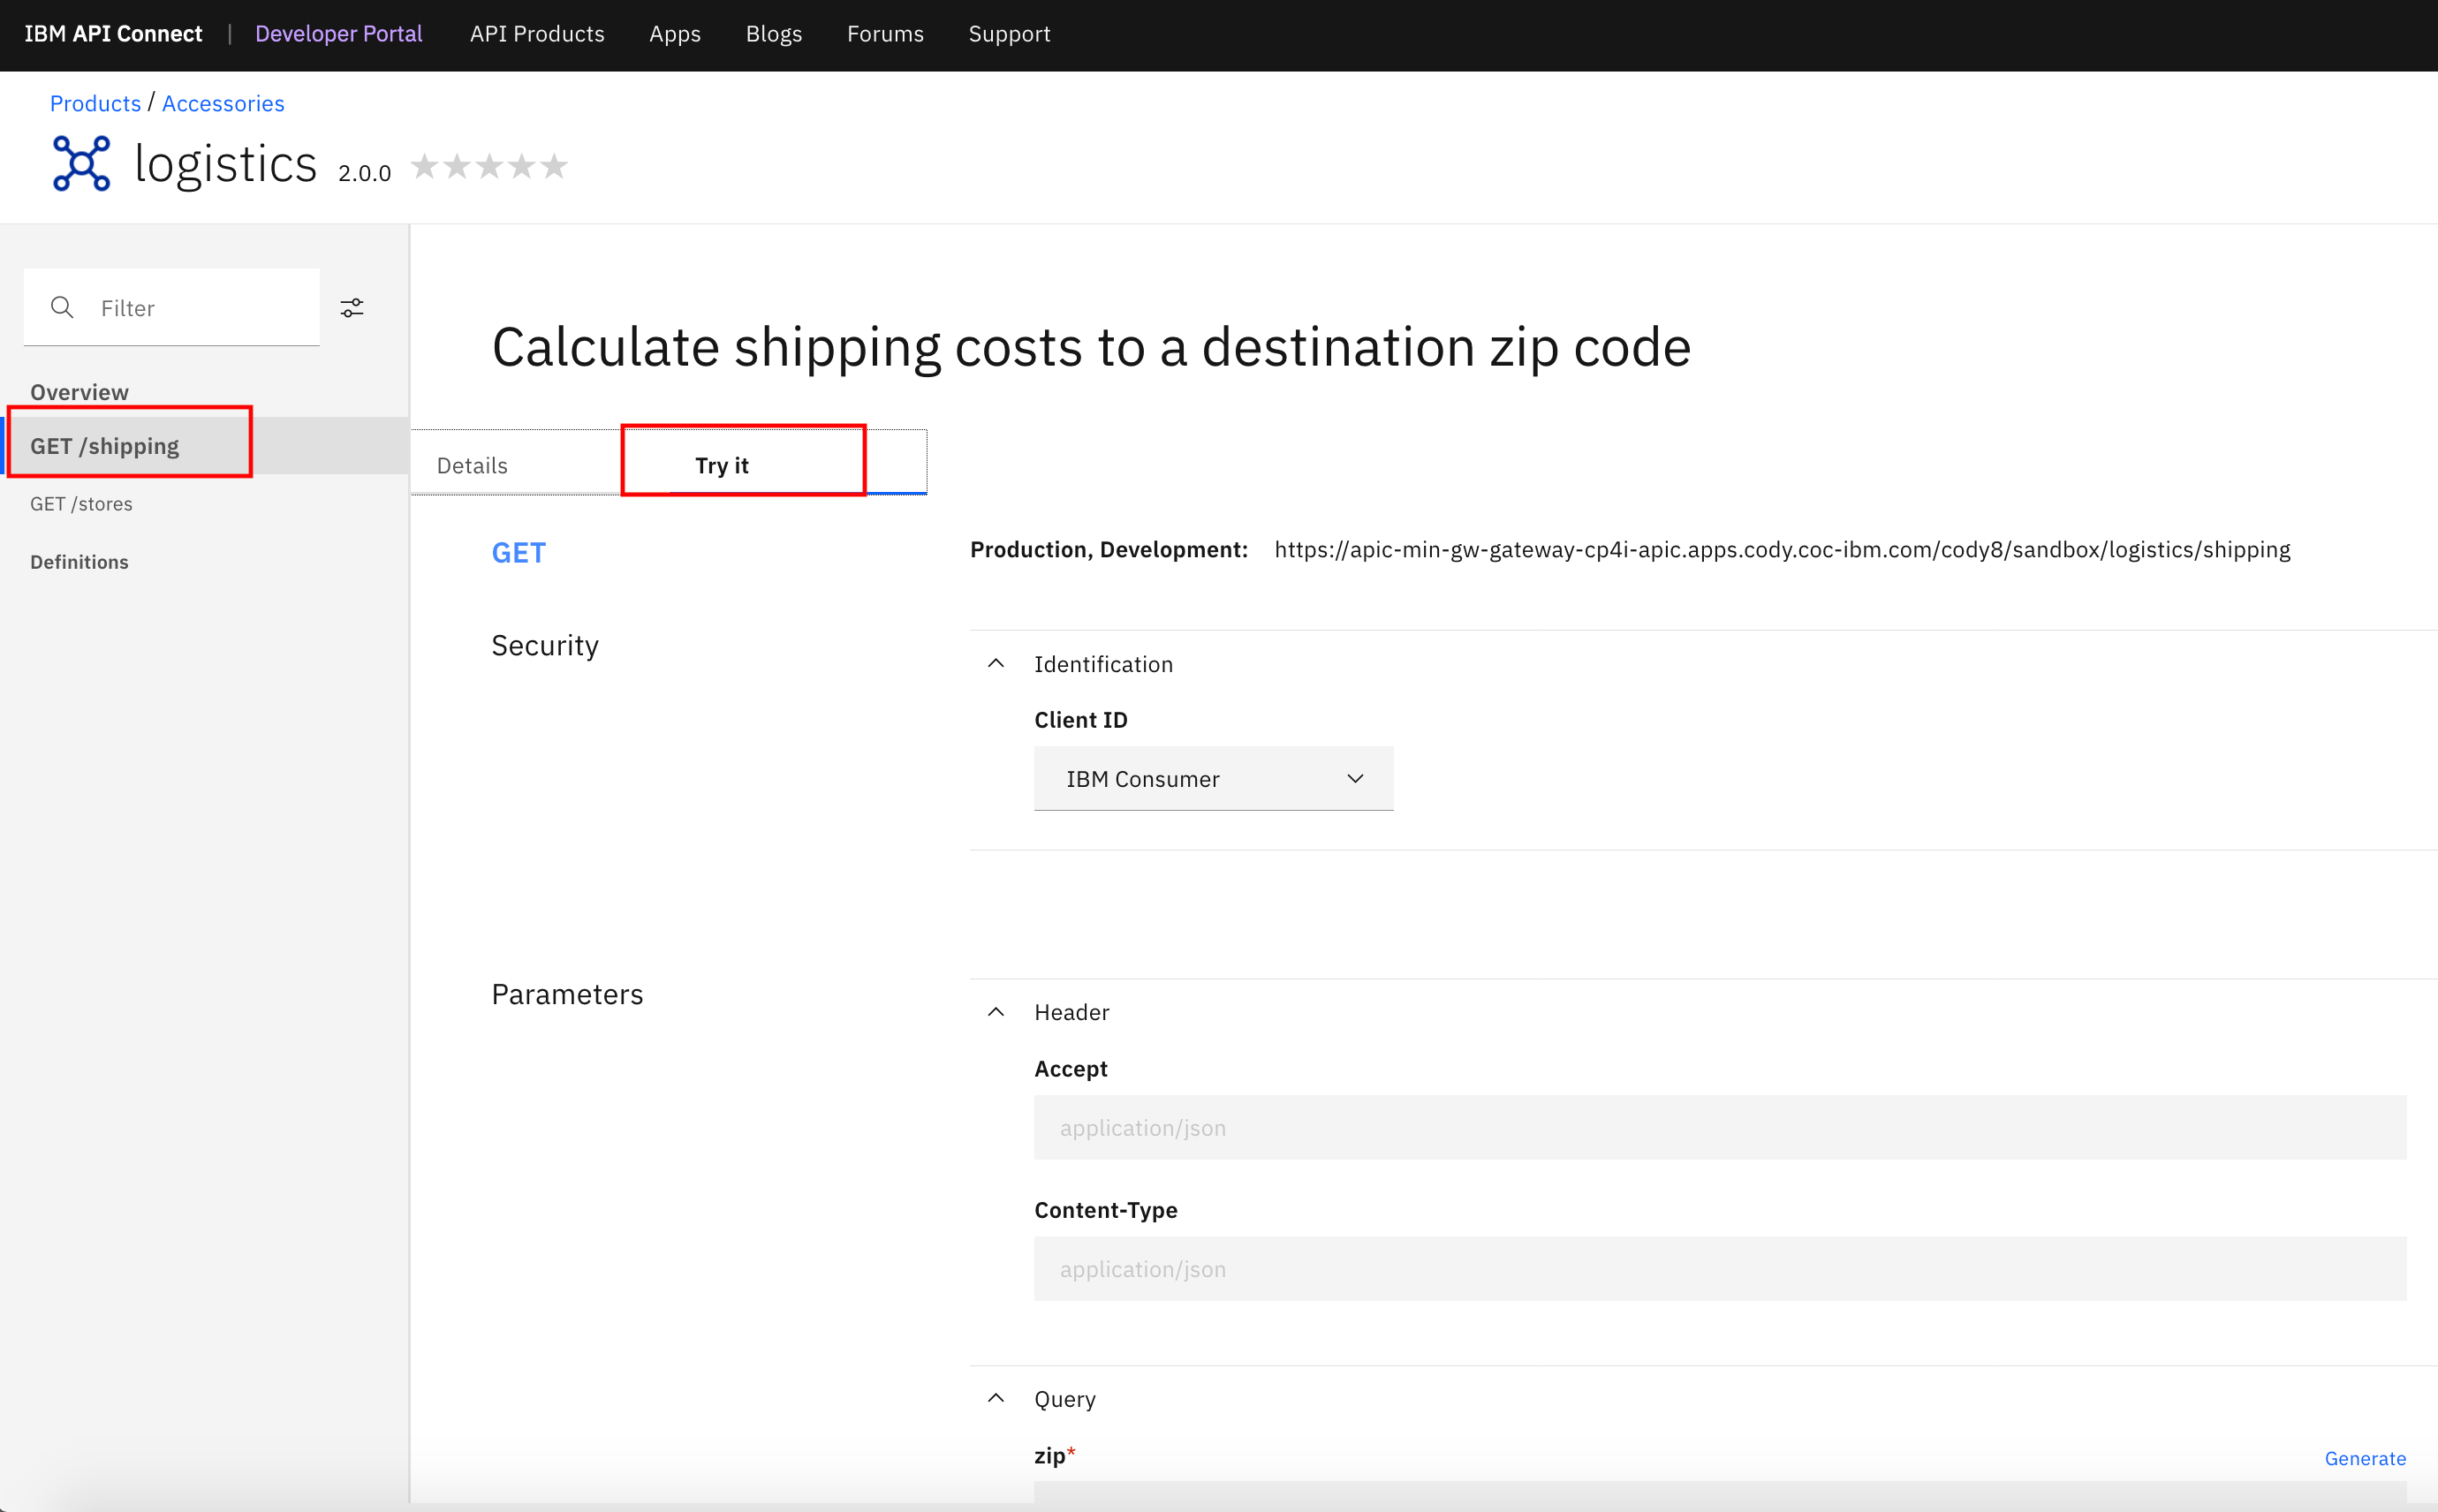 IBM API Connect | Developer Portal API Products Apps Blogs Forums Support
Products / Accessories
logistics 2.0.0
Filter
Overview
GET /shipping
GET /stores
Definitions
Calculate shipping costs to a destination zip code
Details Try it
GET
Production, Development: https://apic-min-gw-gateway-cp4i-apic.apps.cody.coc-ibm.com/cody8/sandbox/logistics/shipping
Security
Identification
Client ID
IBM Consumer
Parameters
Header
Accept
application/json
Content-Type
application/json
Query
zip*
Generate